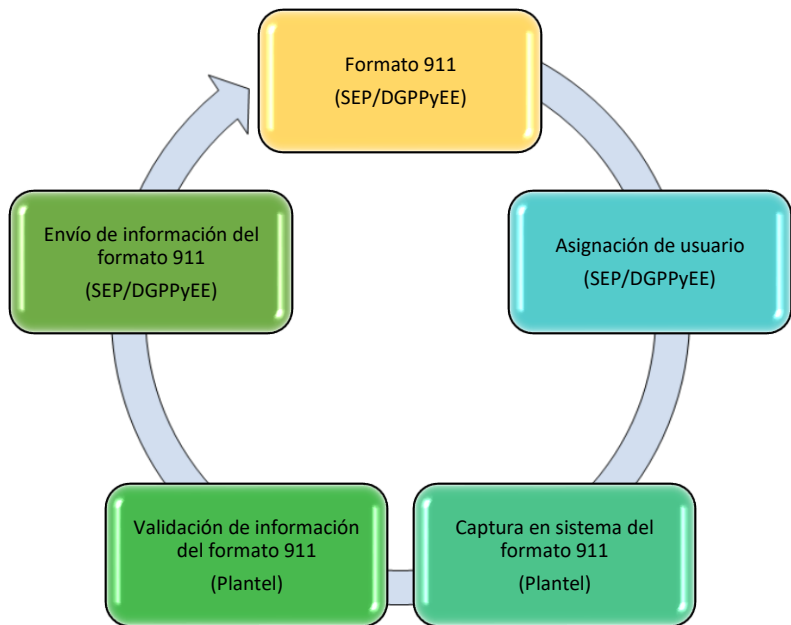 Formato 911
(SEP/DGPPyEE)
Asignación de usuario
(SEP/DGPPyEE)
Captura en sistema del
formato 911
(Plantel)
Validación de información
del formato 911
(Plantel)
Envío de información del
formato 911
(SEP/DGPPyEE)